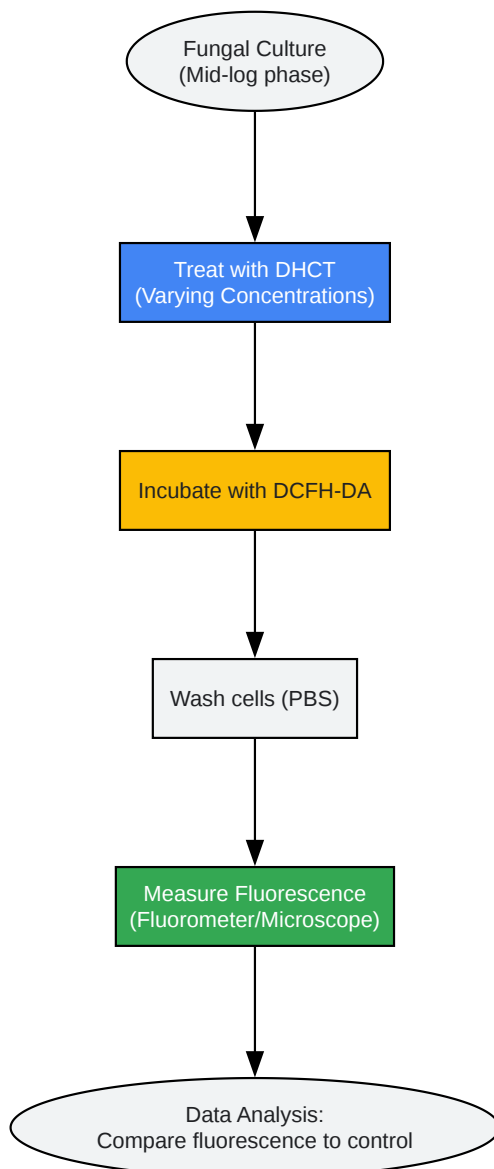 Fungal Culture
(Mid-log phase)
Treat with DHCT
(Varying Concentrations)
Incubate with DCFH-DA
Wash cells (PBS)
Measure Fluorescence
(Fluorometer/Microscope)
Data Analysis:
Compare fluorescence to control